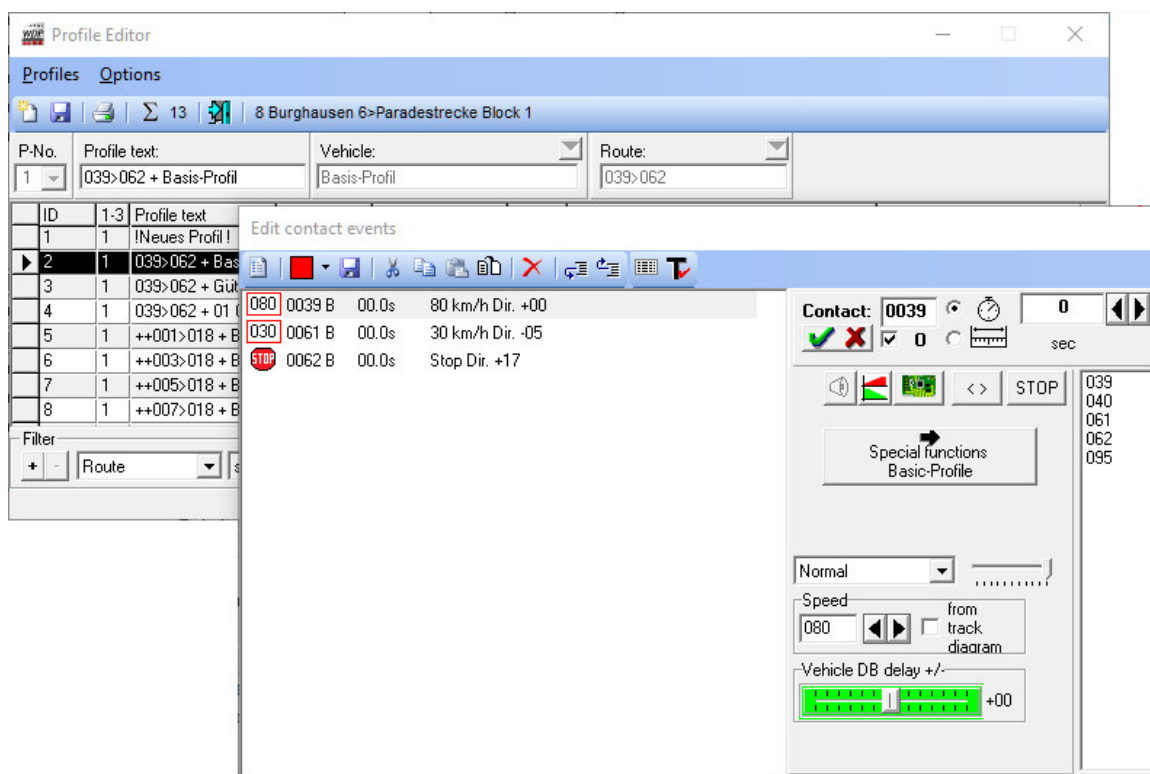 Profile Editor
Profiles Options
Σ 13 8 Burghausen 6>Paradestrecke Block 1
P-No. Profile text: Vehicle: Route:
1 039>062 + Basis-Profil Basis-Profil 039>062
ID 1-3 Profile text
1 1 !Neues Profil !
2 1 039>062 + Bas
3 1 039>062 + Güt
4 1 039>062 + 01
5 1 ++001>018 + B
6 1 ++003>018 + B
7 1 ++005>018 + B
8 1 ++007>018 + B
Filter
+ - Route
Edit contact events
080 0039 B 00.0s 80 km/h Dir. +00
030 0061 B 00.0s 30 km/h Dir. -05
STOP 0062 B 00.0s Stop Dir. +17
Contact: 0039 0
0 sec
< > STOP
Special functions
Basic-Profile
039
040
061
062
095
Normal
Speed
080 from
track
diagram
Vehicle DB delay +/-
+00